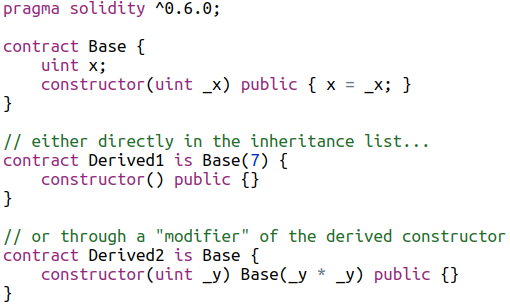 pragma solidity ^0.6.0;

contract Base {
    uint x;
    constructor(uint _x) public { x = _x; }
}

// either directly in the inheritance list...
contract Derived1 is Base(7) {
    constructor() public {}
}

// or through a "modifier" of the derived constructor
contract Derived2 is Base {
    constructor(uint _y) Base(_y * _y) public {}
}